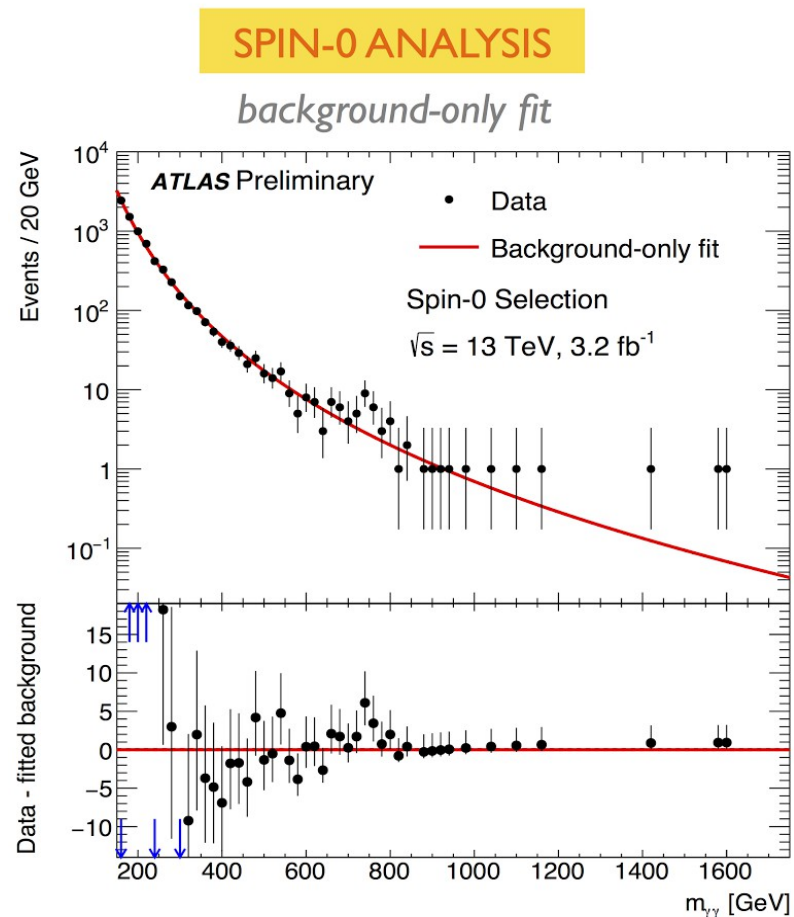 SPIN-0 ANALYSIS
background-only fit
Events / 20 GeV
10⁴
10³
10²
10
1
10⁻¹
ATLAS Preliminary
Data
Background-only fit
Spin-0 Selection
√s = 13 TeV, 3.2 fb⁻¹
Data - fitted background
15
10
5
0
−5
−10
200 400 600 800 1000 1200 1400 1600
mγγ [GeV]